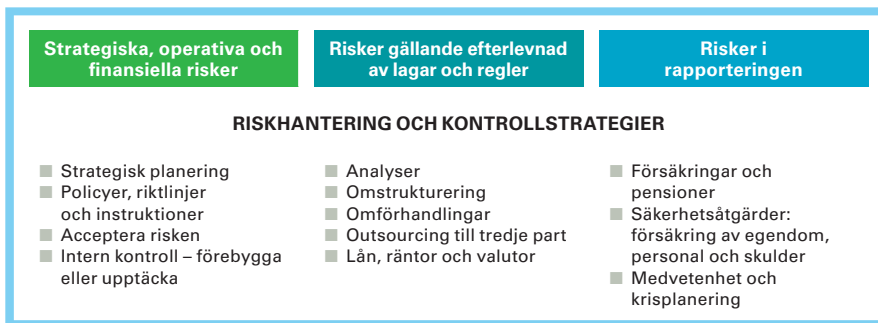 Strategiska, operativa och
finansiella risker
Risker gällande efterlevnad
av lagar och regler
Risker i
rapporteringen
RISKHANTERING OCH KONTROLLSTRATEGIER
Strategisk planering
Policyer, riktlinjer
och instruktioner
Acceptera risken
Intern kontroll – förebygga
eller upptäcka
Analyser
Omstrukturering
Omförhandlingar
Outsourcing till tredje part
Lån, räntor och valutor
Försäkringar och
pensioner
Säkerhetsåtgärder:
försäkring av egendom,
personal och skulder
Medvetenhet och
krisplanering